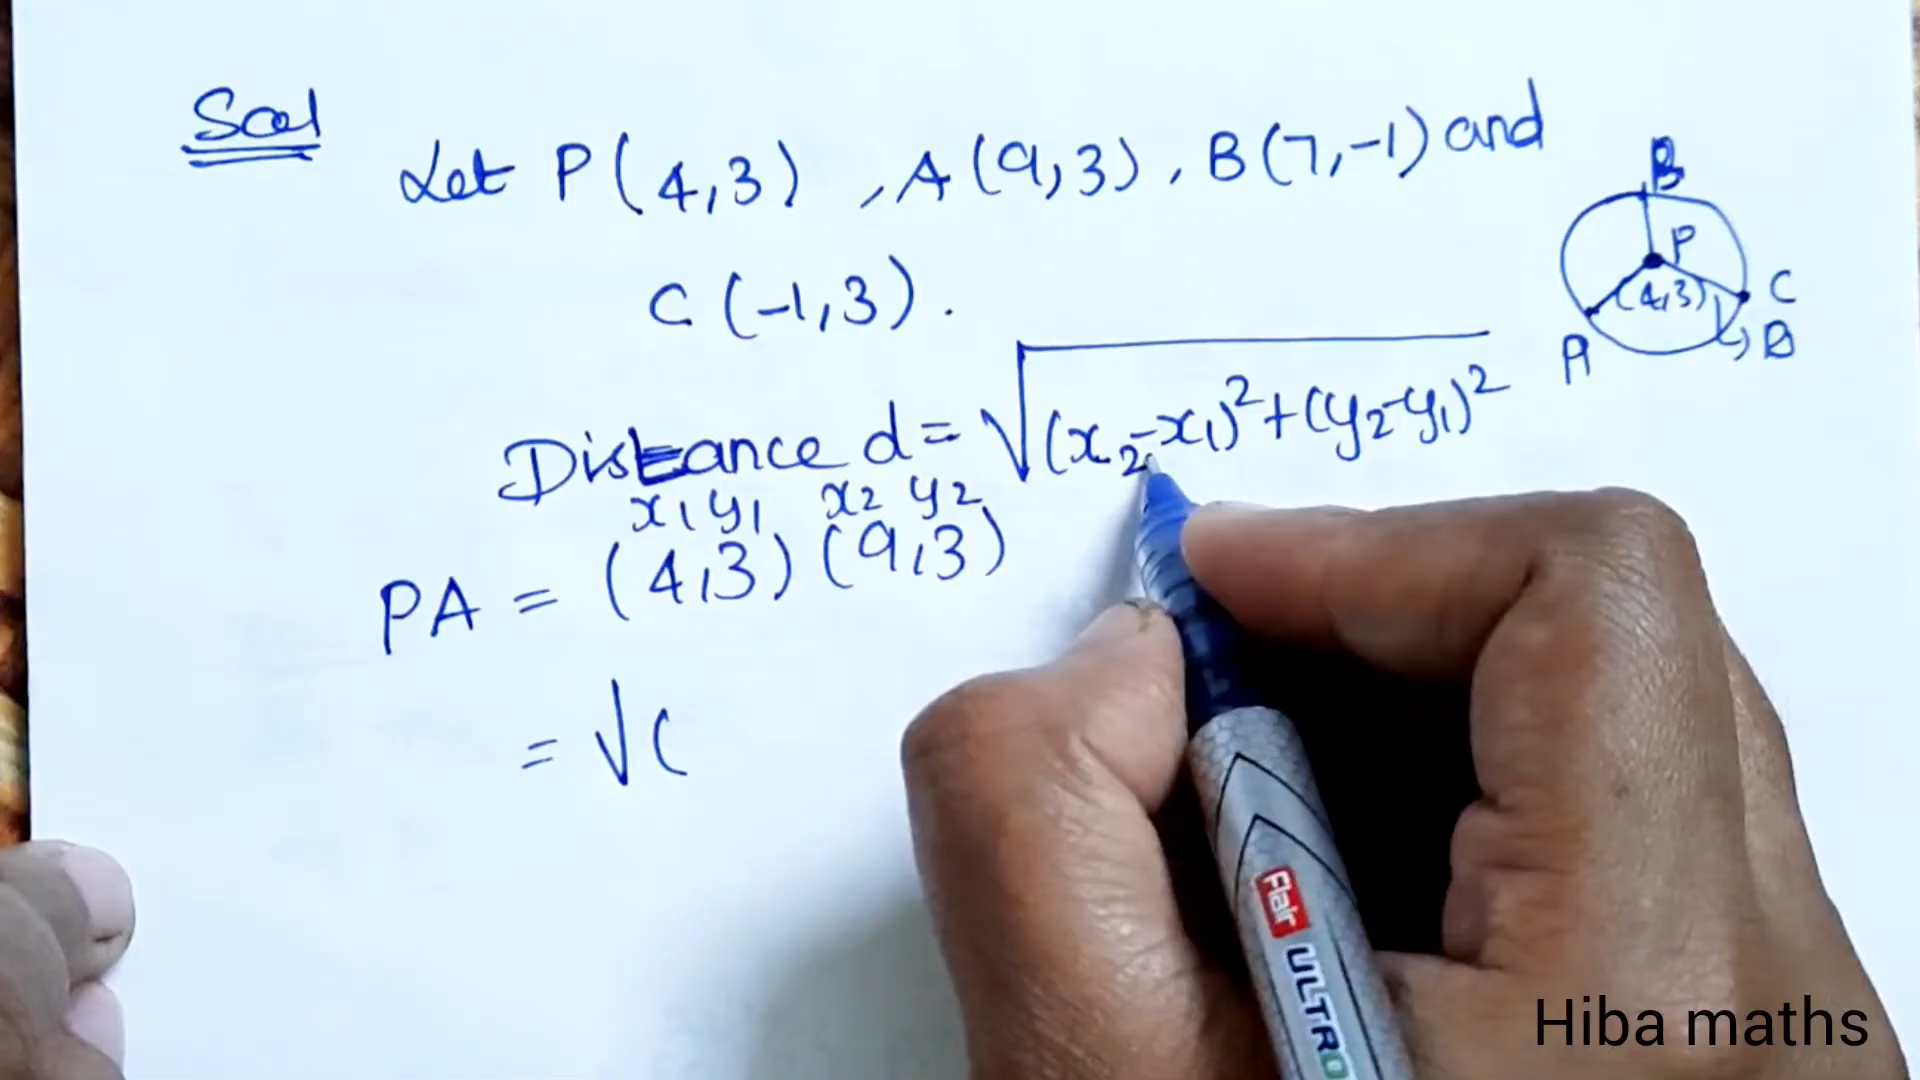 Sol
Let P(4,3) , A(9,3) , B(7,-1) and
C(-1,3).
Distance d = √(x₂-x₁)²+(y₂-y₁)²
x₁ y₁ x₂ y₂
PA = (4,3) (9,3)
= √(
B
P
(4,3)
C
A
B
Flair ULTRO
Hiba maths